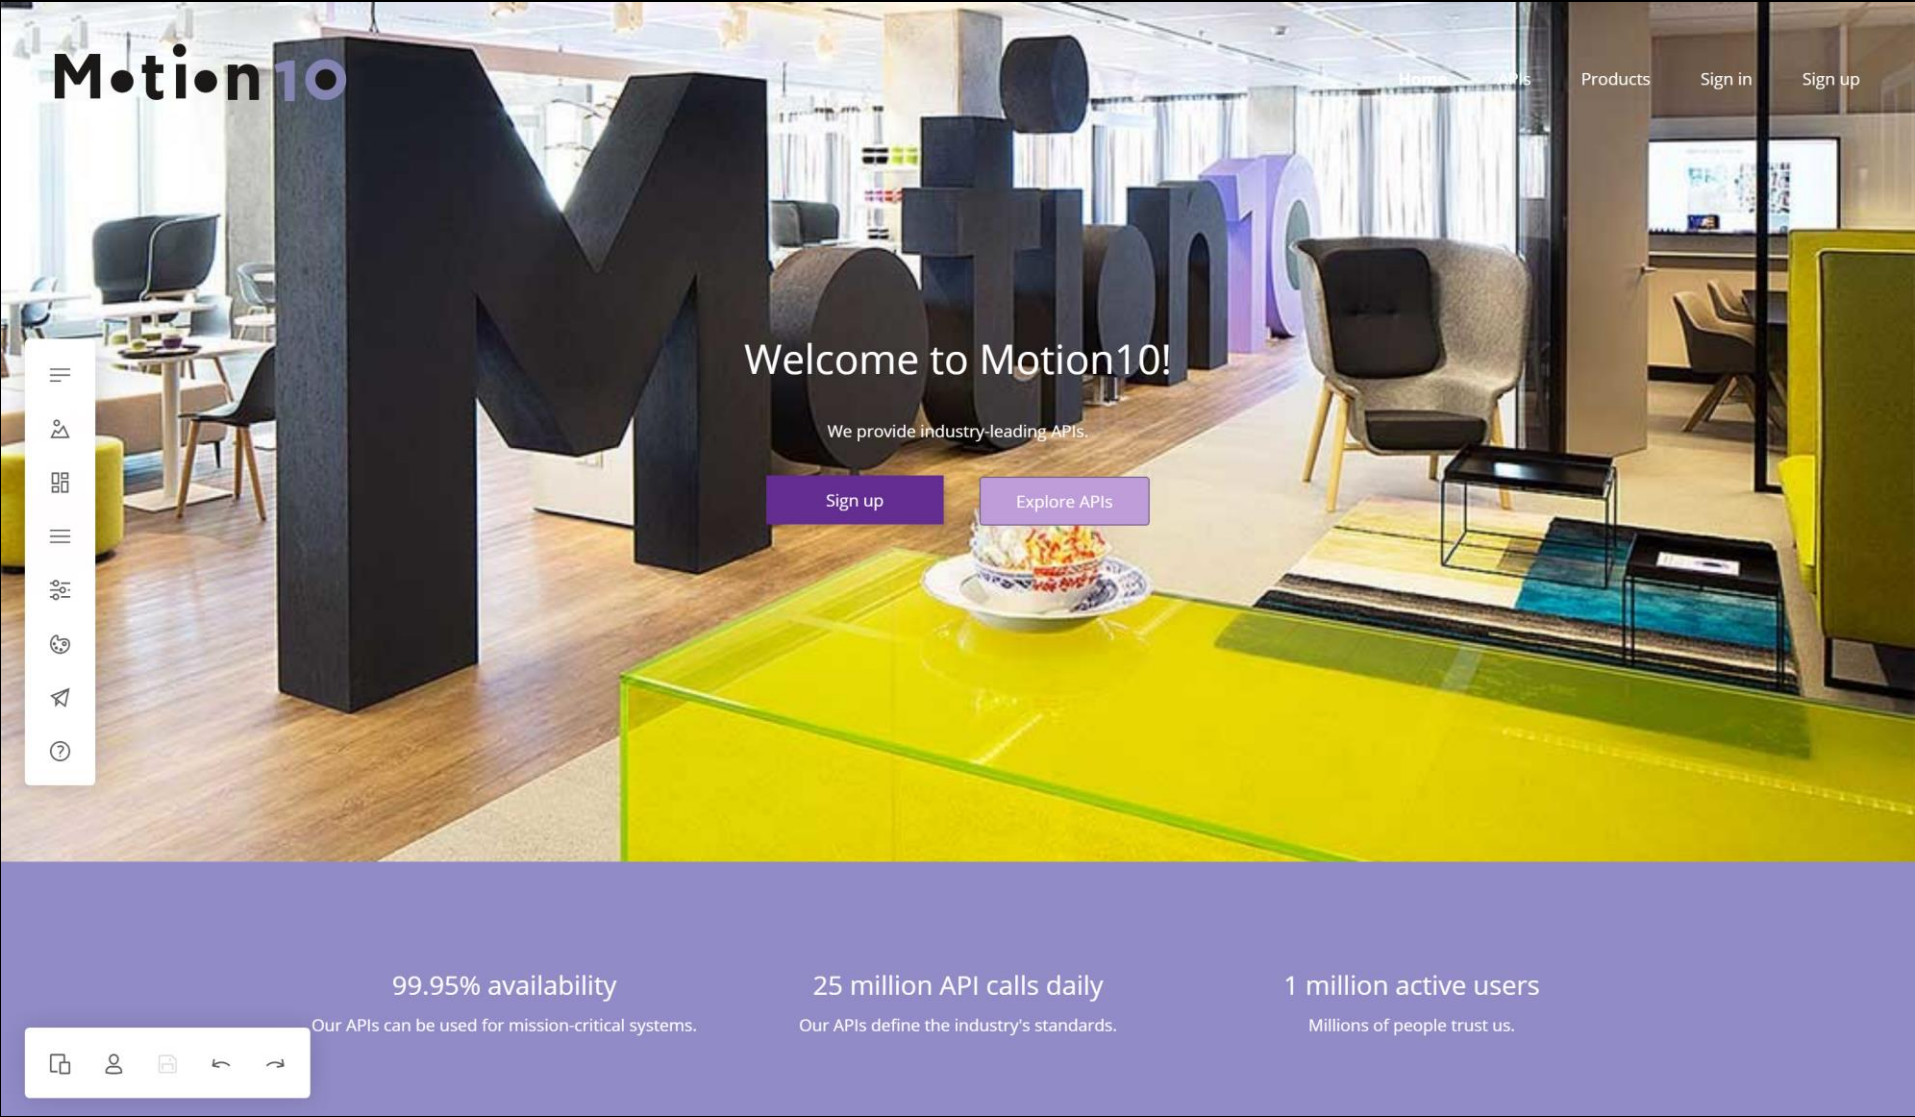 Motion10
Home APIs Products Sign in Sign up
Motion10
Welcome to Motion10!
We provide industry-leading APIs.
Sign up Explore APIs
99.95% availability 25 million API calls daily 1 million active users
Our APIs can be used for mission-critical systems. Our APIs define the industry's standards. Millions of people trust us.